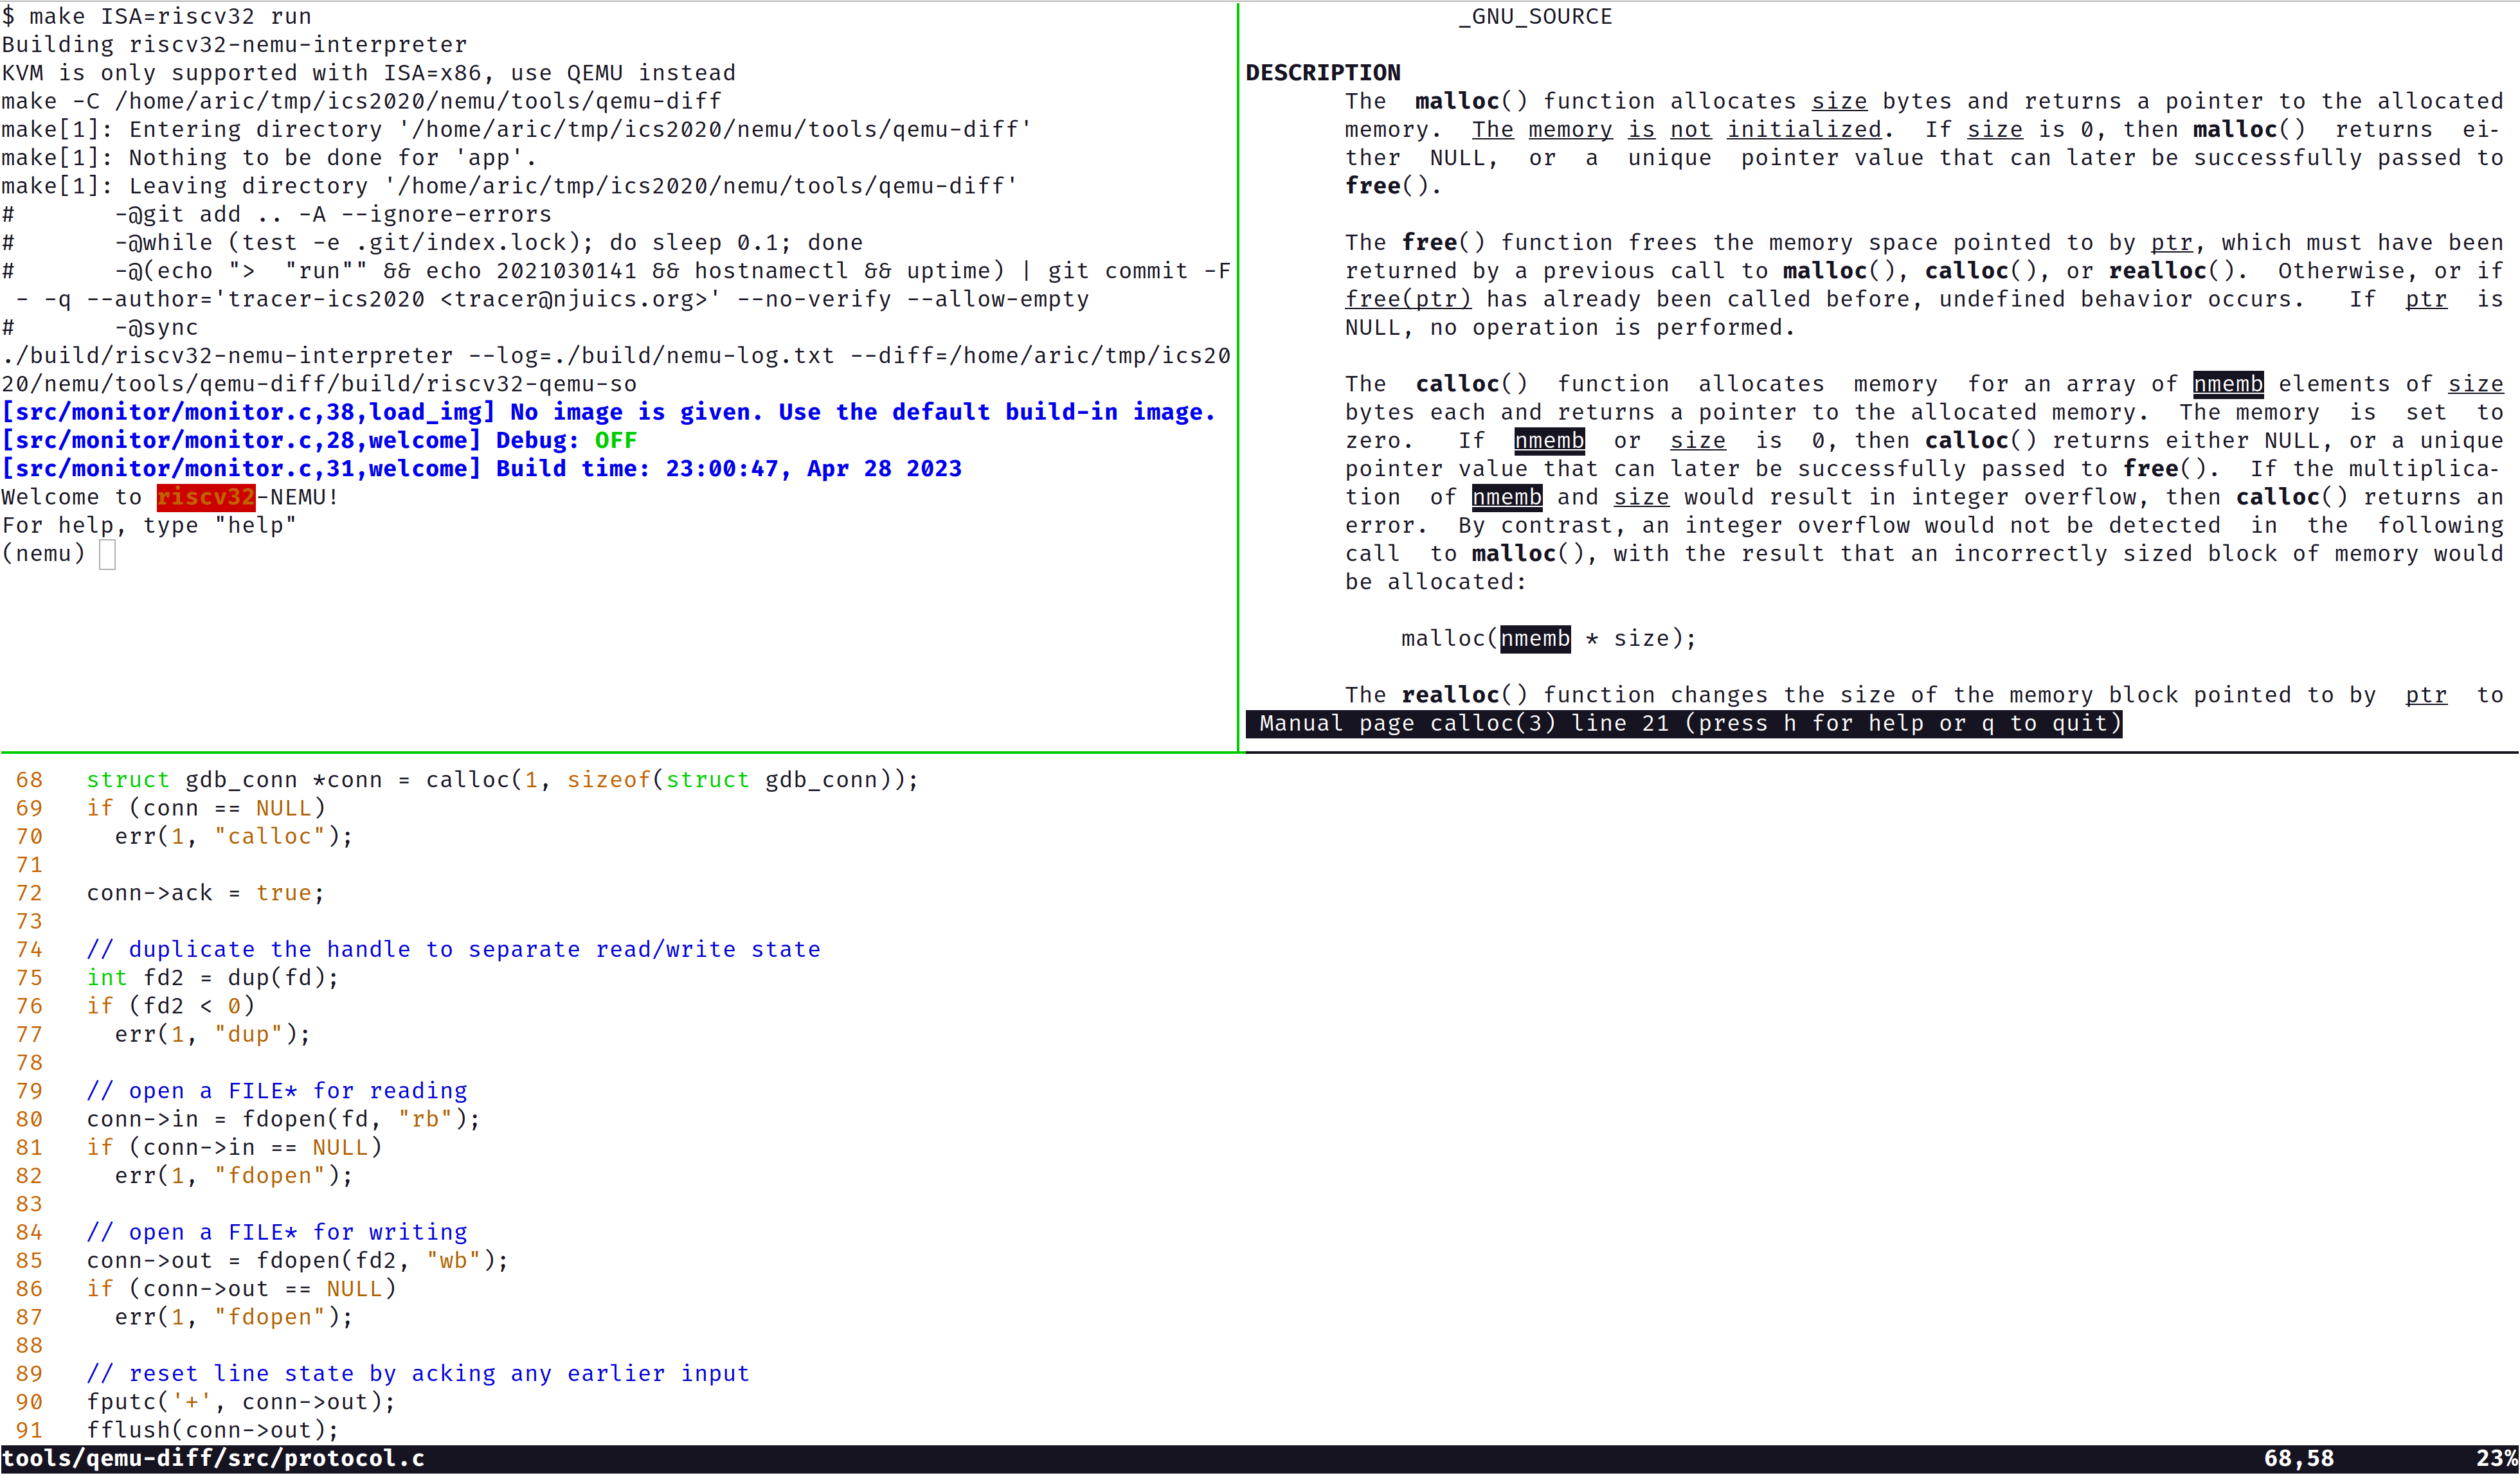 $ make ISA=riscv32 run
Building riscv32-nemu-interpreter
KVM is only supported with ISA=x86, use QEMU instead
make -C /home/aric/tmp/ics2020/nemu/tools/qemu-diff
make[1]: Entering directory '/home/aric/tmp/ics2020/nemu/tools/qemu-diff'
make[1]: Nothing to be done for 'app'.
make[1]: Leaving directory '/home/aric/tmp/ics2020/nemu/tools/qemu-diff'
#       -@git add .. -A --ignore-errors
#       -@while (test -e .git/index.lock); do sleep 0.1; done
#       -@(echo ">  "run"" && echo 2021030141 && hostnamectl && uptime) | git commit -F
 - -q --author='tracer-ics2020 <tracer@njuics.org>' --no-verify --allow-empty
#       -@sync
./build/riscv32-nemu-interpreter --log=./build/nemu-log.txt --diff=/home/aric/tmp/ics20
20/nemu/tools/qemu-diff/build/riscv32-qemu-so
[src/monitor/monitor.c,38,load_img] No image is given. Use the default build-in image.
[src/monitor/monitor.c,28,welcome] Debug: OFF
[src/monitor/monitor.c,31,welcome] Build time: 23:00:47, Apr 28 2023
Welcome to riscv32-NEMU!
For help, type "help"
(nemu)
_GNU_SOURCE
DESCRIPTION
The  malloc() function allocates size bytes and returns a pointer to the allocated
memory.  The memory is not initialized.  If size is 0, then malloc()  returns  ei-
ther  NULL,  or  a  unique  pointer value that can later be successfully passed to
free().
The free() function frees the memory space pointed to by ptr, which must have been
returned by a previous call to malloc(), calloc(), or realloc().  Otherwise, or if
free(ptr) has already been called before, undefined behavior occurs.   If  ptr  is
NULL, no operation is performed.
The  calloc()  function  allocates  memory  for an array of nmemb elements of size
bytes each and returns a pointer to the allocated memory.  The memory  is  set  to
zero.   If  nmemb  or  size  is  0, then calloc() returns either NULL, or a unique
pointer value that can later be successfully passed to free().  If the multiplica-
tion  of nmemb and size would result in integer overflow, then calloc() returns an
error.  By contrast, an integer overflow would not be detected  in  the  following
call  to malloc(), with the result that an incorrectly sized block of memory would
be allocated:
malloc(nmemb * size);
The realloc() function changes the size of the memory block pointed to by  ptr  to
Manual page calloc(3) line 21 (press h for help or q to quit)
68   struct gdb_conn *conn = calloc(1, sizeof(struct gdb_conn));
69   if (conn == NULL)
70     err(1, "calloc");
71
72   conn->ack = true;
73
74   // duplicate the handle to separate read/write state
75   int fd2 = dup(fd);
76   if (fd2 < 0)
77     err(1, "dup");
78
79   // open a FILE* for reading
80   conn->in = fdopen(fd, "rb");
81   if (conn->in == NULL)
82     err(1, "fdopen");
83
84   // open a FILE* for writing
85   conn->out = fdopen(fd2, "wb");
86   if (conn->out == NULL)
87     err(1, "fdopen");
88
89   // reset line state by acking any earlier input
90   fputc('+', conn->out);
91   fflush(conn->out);
tools/qemu-diff/src/protocol.c 68,58 23%